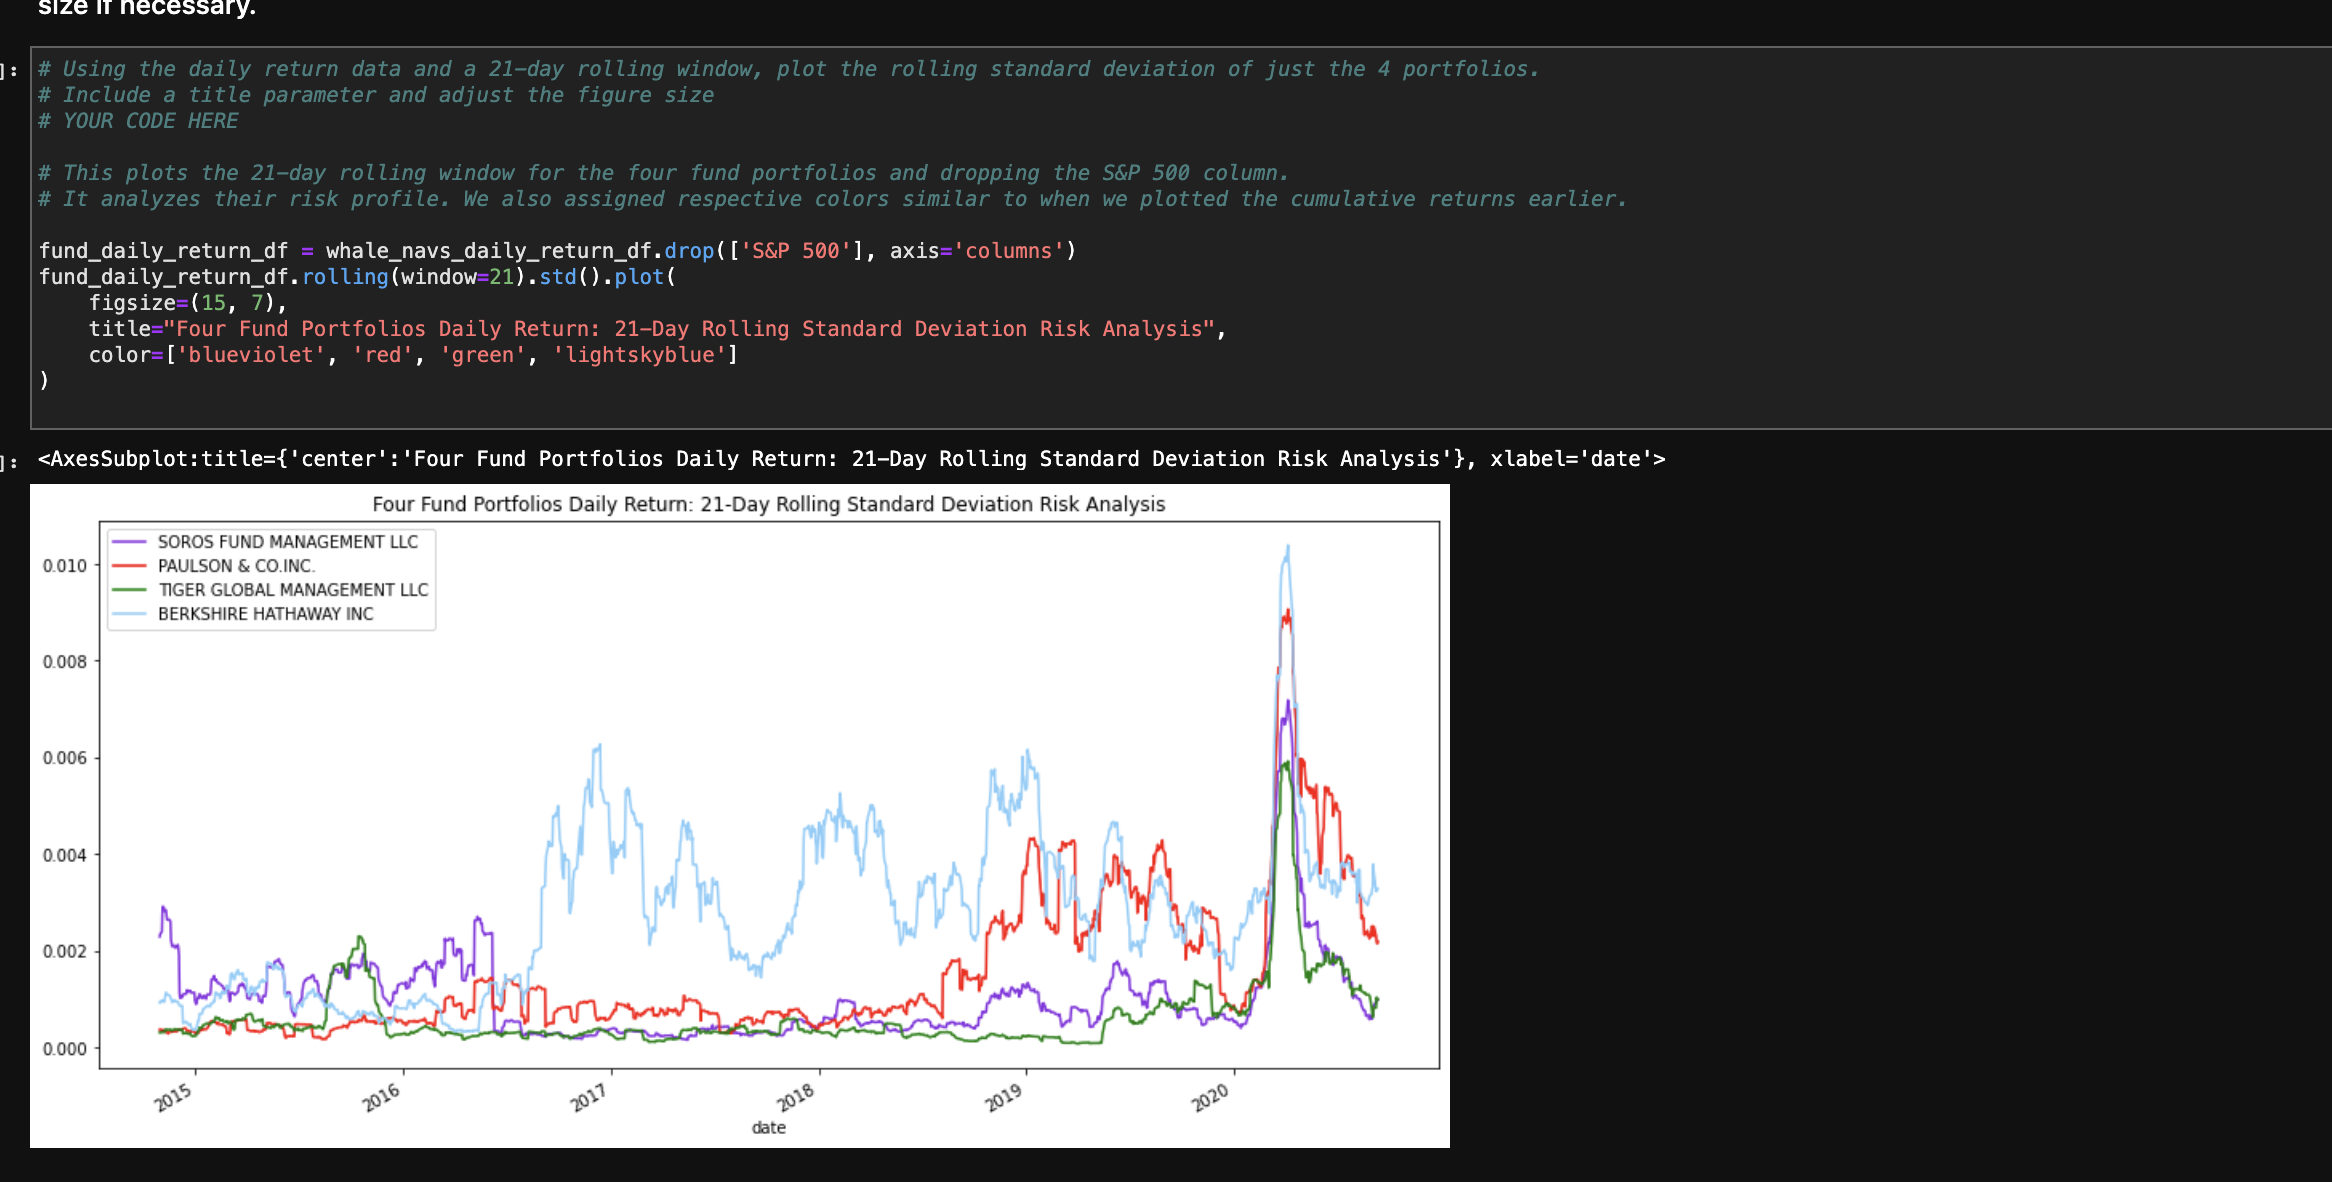 size if necessary.
]:
# Using the daily return data and a 21-day rolling window, plot the rolling standard deviation of just the 4 portfolios.
# Include a title parameter and adjust the figure size
# YOUR CODE HERE
# This plots the 21-day rolling window for the four fund portfolios and dropping the S&P 500 column.
# It analyzes their risk profile. We also assigned respective colors similar to when we plotted the cumulative returns earlier.
fund_daily_return_df = whale_navs_daily_return_df.drop(['S&P 500'], axis='columns')
fund_daily_return_df.rolling(window=21).std().plot(
    figsize=(15, 7),
    title="Four Fund Portfolios Daily Return: 21-Day Rolling Standard Deviation Risk Analysis",
    color=['blueviolet', 'red', 'green', 'lightskyblue']
)
]:
<AxesSubplot:title={'center':'Four Fund Portfolios Daily Return: 21-Day Rolling Standard Deviation Risk Analysis'}, xlabel='date'>
Four Fund Portfolios Daily Return: 21-Day Rolling Standard Deviation Risk Analysis
SOROS FUND MANAGEMENT LLC
PAULSON & CO.INC.
TIGER GLOBAL MANAGEMENT LLC
BERKSHIRE HATHAWAY INC
0.010
0.008
0.006
0.004
0.002
0.000
2015
2016
2017
2018
2019
2020
date